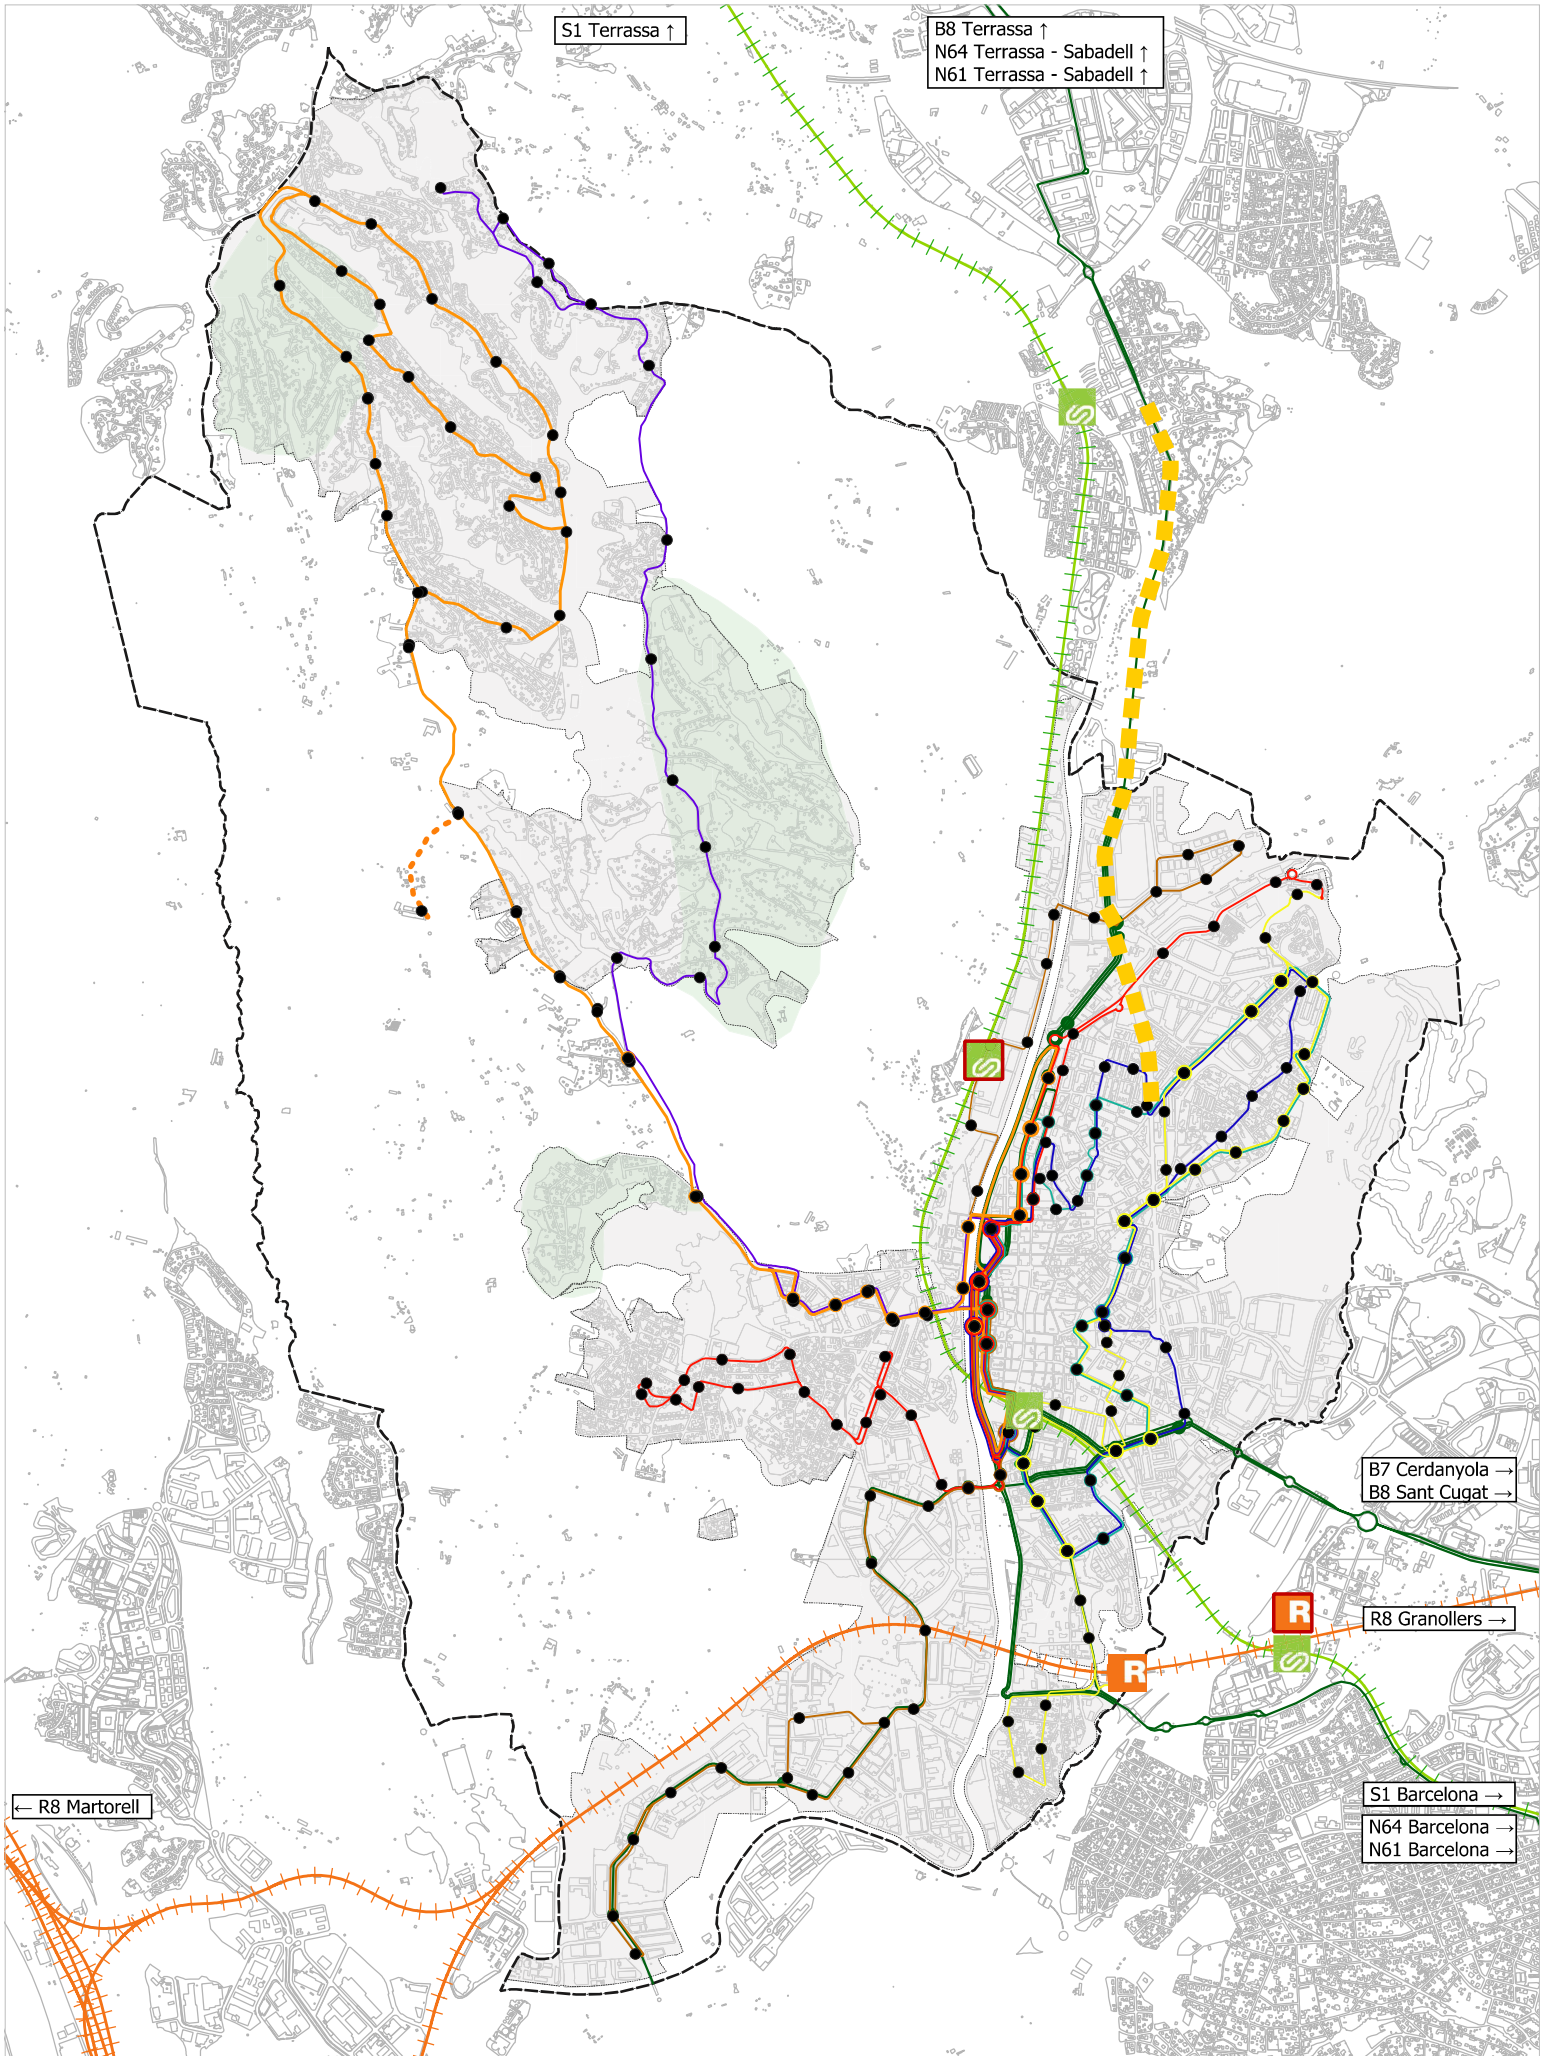 S1 Terrassa ↑
B8 Terrassa ↑
N64 Terrassa - Sabadell ↑
N61 Terrassa - Sabadell ↑
S
S
S
B7 Cerdanyola →
B8 Sant Cugat →
R
R8 Granollers →
S
R
S1 Barcelona →
← R8 Martorell
N64 Barcelona →
N61 Barcelona →